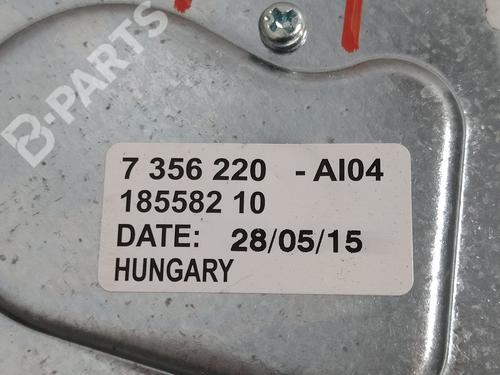 B-PARTS
7 356 220 - AI04
185582 10
DATE: 28/05/15
HUNGARY